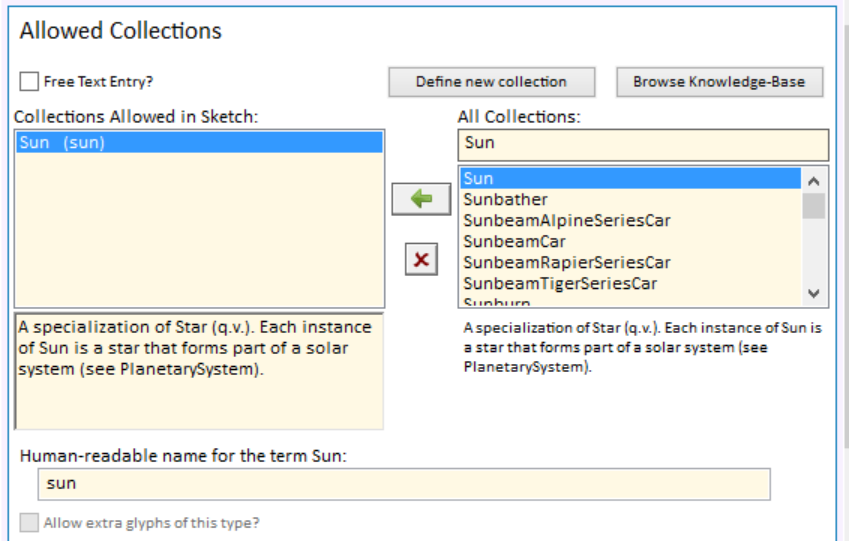 Allowed Collections
Free Text Entry?
Define new collection
Browse Knowledge-Base
Collections Allowed in Sketch:
All Collections:
Sun (sun)
Sun
Sun
Sunbather
SunbeamAlpineSeriesCar
SunbeamCar
SunbeamRapierSeriesCar
SunbeamTigerSeriesCar
Sunburn
A specialization of Star (q.v.). Each instance
of Sun is a star that forms part of a solar
system (see PlanetarySystem).
A specialization of Star (q.v.). Each instance of Sun is
a star that forms part of a solar system (see
PlanetarySystem).
Human-readable name for the term Sun:
sun
Allow extra glyphs of this type?